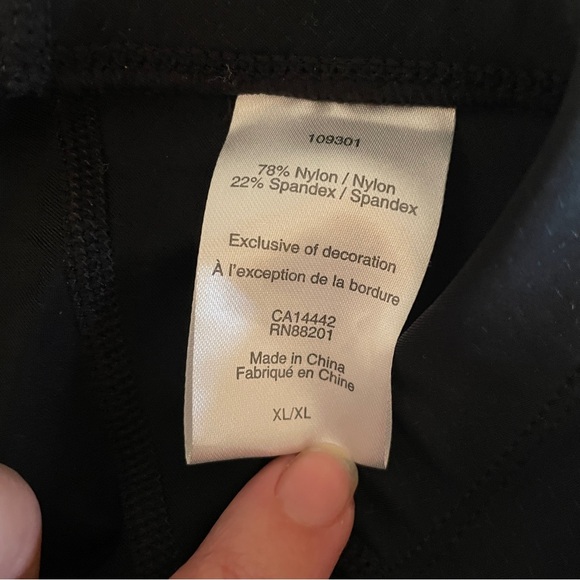 109301
78% Nylon / Nylon
22% Spandex / Spandex
Exclusive of decoration
À l'exception de la bordure
CA14442
RN88201
Made in China
Fabriqué en Chine
XL/XL